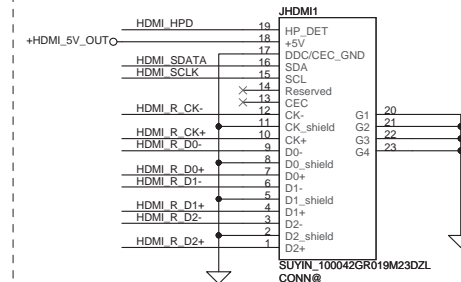 JHDMI1
HDMI_HPD 19 HP_DET
+HDMI_5V_OUT 18 +5V
17 DDC/CEC_GND
HDMI_SDATA 16 SDA
HDMI_SCLK 15 SCL
14 Reserved
13 CEC
HDMI_R_CK- 12 CK- G1 20
11 CK_shield G2 21
HDMI_R_CK+ 10 CK+ G3 22
HDMI_R_D0- 9 D0- G4 23
8 D0_shield
HDMI_R_D0+ 7 D0+
HDMI_R_D1- 6 D1-
5 D1_shield
HDMI_R_D1+ 4 D1+
HDMI_R_D2- 3 D2-
2 D2_shield
HDMI_R_D2+ 1 D2+
SUYIN_100042GR019M23DZL
CONN@